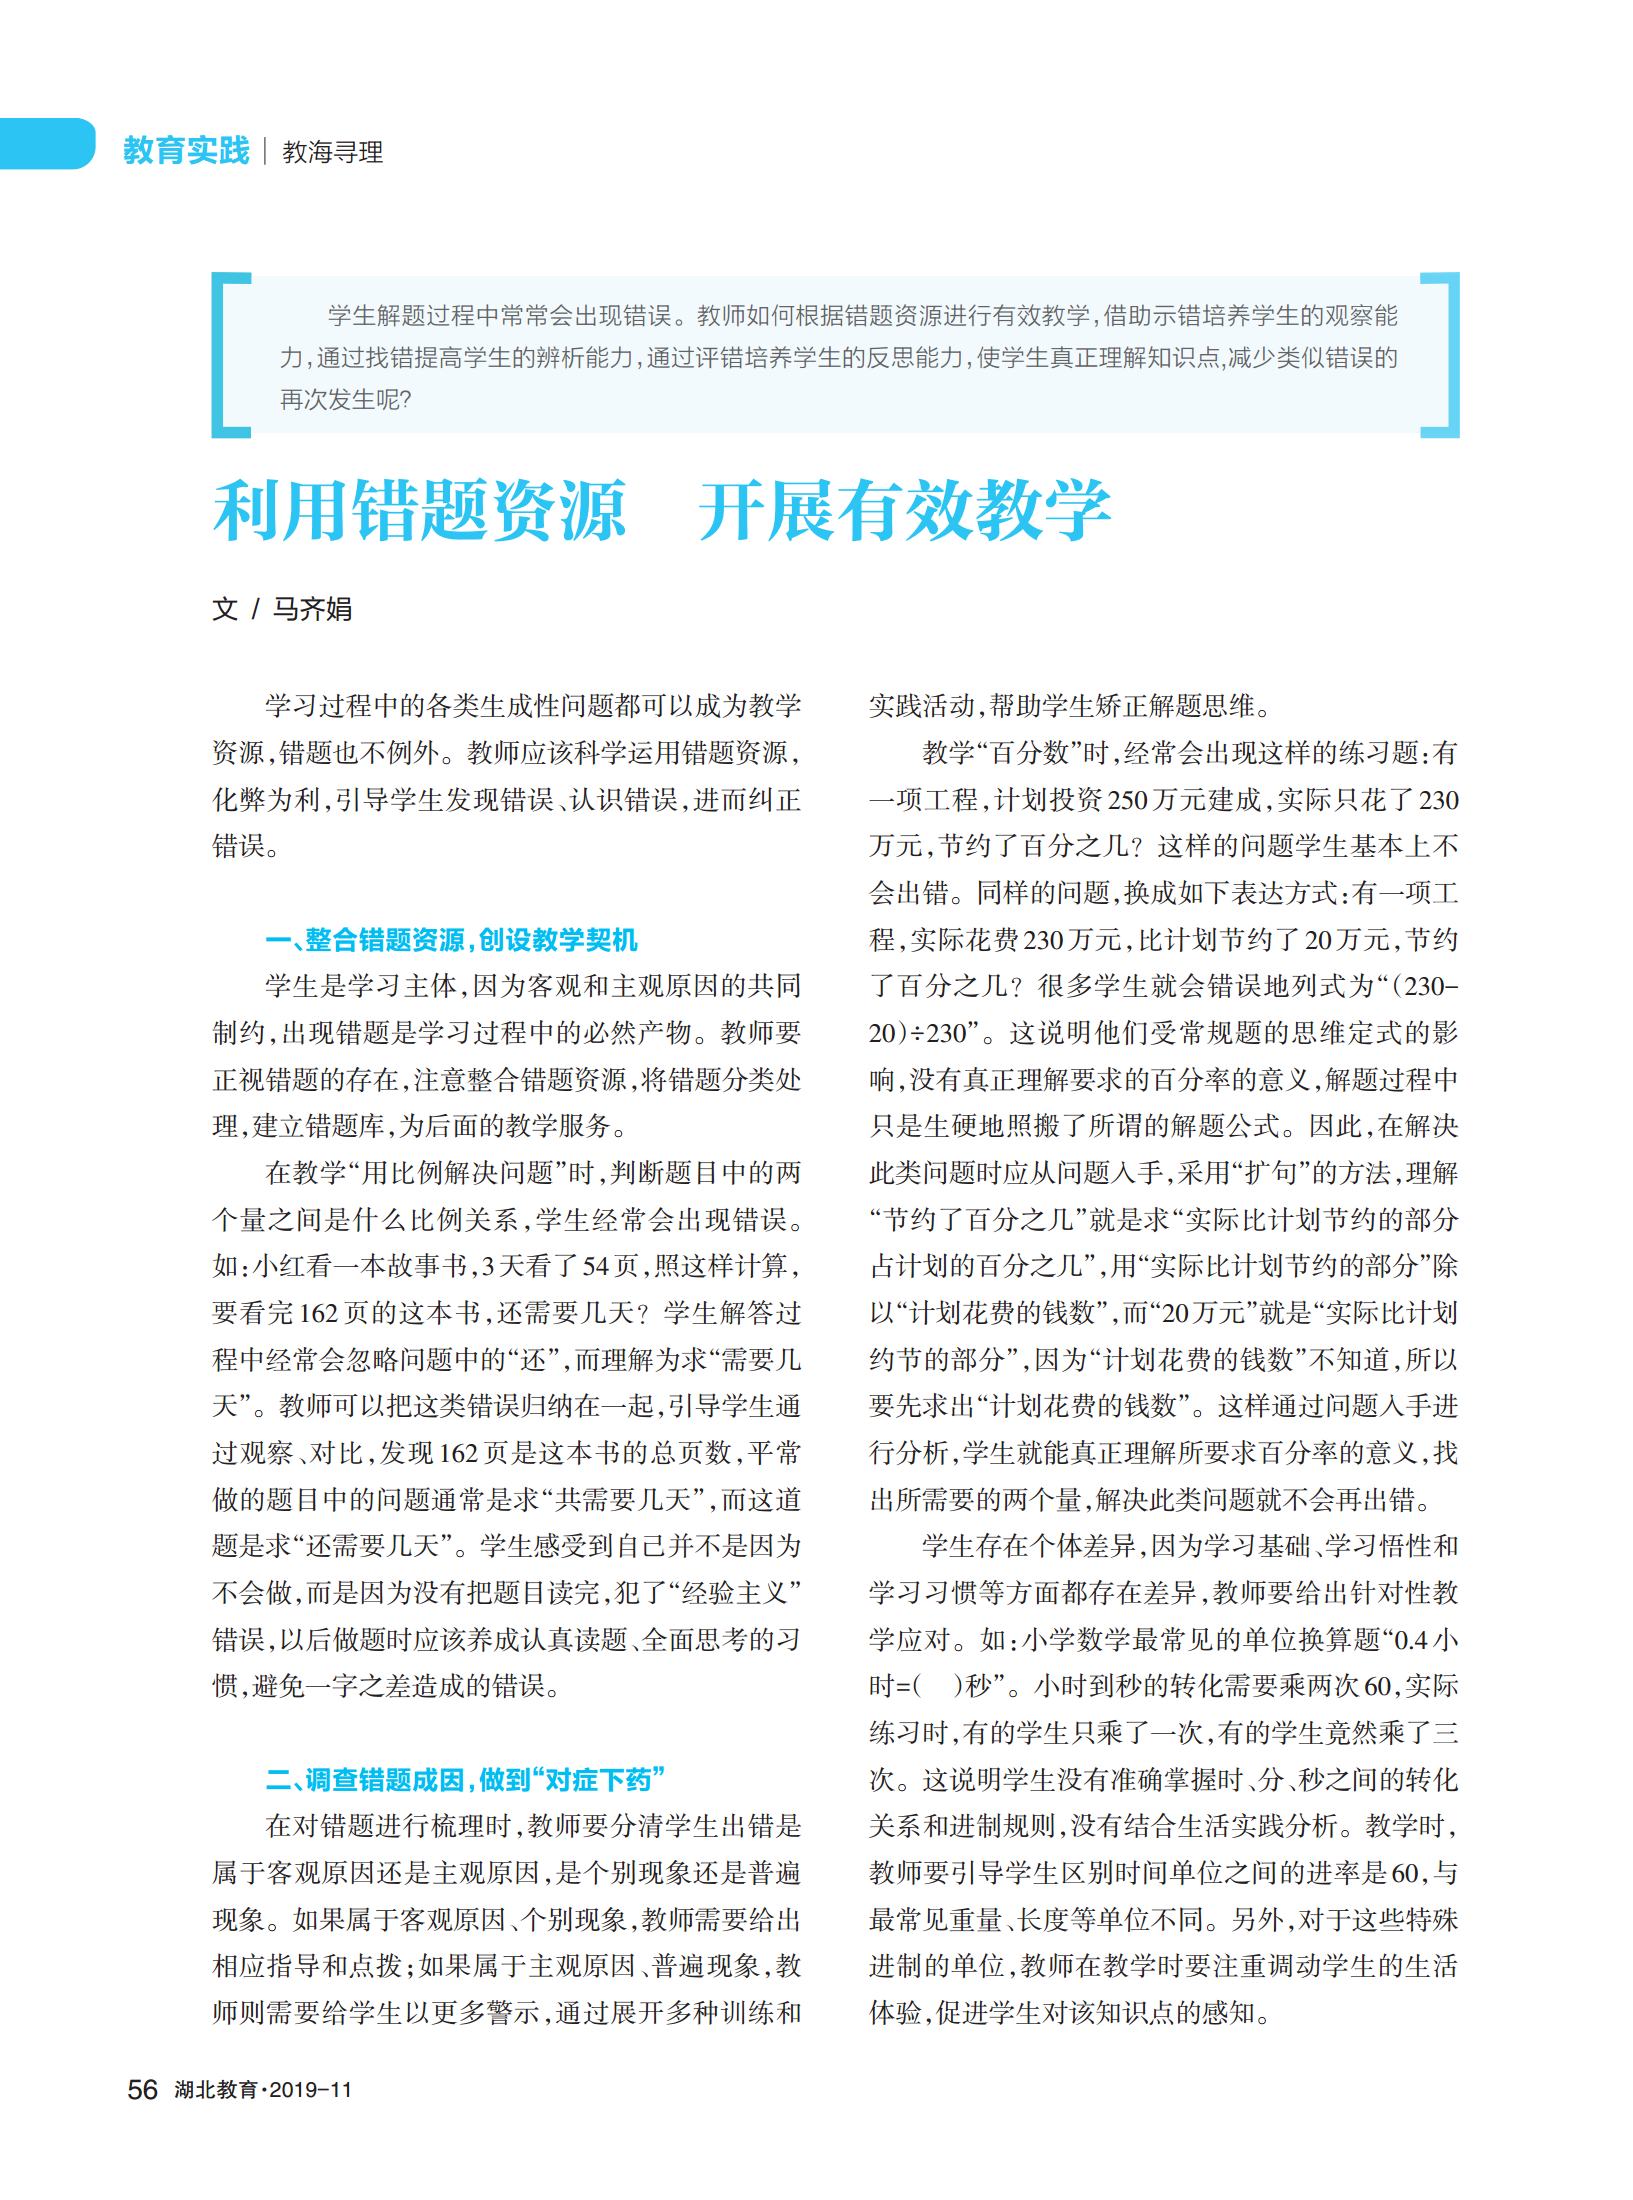 教育实践 | 教海寻理
学生解题过程中常常会出现错误。教师如何根据错题资源进行有效教学,借助示错培养学生的观察能
力,通过找错提高学生的辨析能力,通过评错培养学生的反思能力,使学生真正理解知识点,减少类似错误的
再次发生呢?
利用错题资源 开展有效教学
文 / 马齐娟
学习过程中的各类生成性问题都可以成为教学
资源,错题也不例外。教师应该科学运用错题资源,
化弊为利,引导学生发现错误、认识错误,进而纠正
错误。
一、整合错题资源,创设教学契机
学生是学习主体,因为客观和主观原因的共同
制约,出现错题是学习过程中的必然产物。教师要
正视错题的存在,注意整合错题资源,将错题分类处
理,建立错题库,为后面的教学服务。
在教学“用比例解决问题”时,判断题目中的两
个量之间是什么比例关系,学生经常会出现错误。
如:小红看一本故事书,3天看了54页,照这样计算,
要看完162页的这本书,还需要几天？学生解答过
程中经常会忽略问题中的“还”,而理解为求“需要几
天”。教师可以把这类错误归纳在一起,引导学生通
过观察、对比,发现162页是这本书的总页数,平常
做的题目中的问题通常是求“共需要几天”,而这道
题是求“还需要几天”。学生感受到自己并不是因为
不会做,而是因为没有把题目读完,犯了“经验主义”
错误,以后做题时应该养成认真读题、全面思考的习
惯,避免一字之差造成的错误。
二、调查错题成因,做到“对症下药”
在对错题进行梳理时,教师要分清学生出错是
属于客观原因还是主观原因,是个别现象还是普遍
现象。如果属于客观原因、个别现象,教师需要给出
相应指导和点拨;如果属于主观原因、普遍现象,教
师则需要给学生以更多警示,通过展开多种训练和
实践活动,帮助学生矫正解题思维。
教学“百分数”时,经常会出现这样的练习题:有
一项工程,计划投资250万元建成,实际只花了230
万元,节约了百分之几？这样的问题学生基本上不
会出错。同样的问题,换成如下表达方式:有一项工
程,实际花费230万元,比计划节约了20万元,节约
了百分之几？很多学生就会错误地列式为“(230-
20)÷230”。这说明他们受常规题的思维定式的影
响,没有真正理解要求的百分率的意义,解题过程中
只是生硬地照搬了所谓的解题公式。因此,在解决
此类问题时应从问题入手,采用“扩句”的方法,理解
“节约了百分之几”就是求“实际比计划节约的部分
占计划的百分之几”,用“实际比计划节约的部分”除
以“计划花费的钱数”,而“20万元”就是“实际比计划
约节的部分”,因为“计划花费的钱数”不知道,所以
要先求出“计划花费的钱数”。这样通过问题入手进
行分析,学生就能真正理解所要求百分率的意义,找
出所需要的两个量,解决此类问题就不会再出错。
学生存在个体差异,因为学习基础、学习悟性和
学习习惯等方面都存在差异,教师要给出针对性教
学应对。如:小学数学最常见的单位换算题“0.4小
时=( )秒”。小时到秒的转化需要乘两次60,实际
练习时,有的学生只乘了一次,有的学生竟然乘了三
次。这说明学生没有准确掌握时、分、秒之间的转化
关系和进制规则,没有结合生活实践分析。教学时,
教师要引导学生区别时间单位之间的进率是60,与
最常见重量、长度等单位不同。另外,对于这些特殊
进制的单位,教师在教学时要注重调动学生的生活
体验,促进学生对该知识点的感知。
56 湖北教育·2019-11